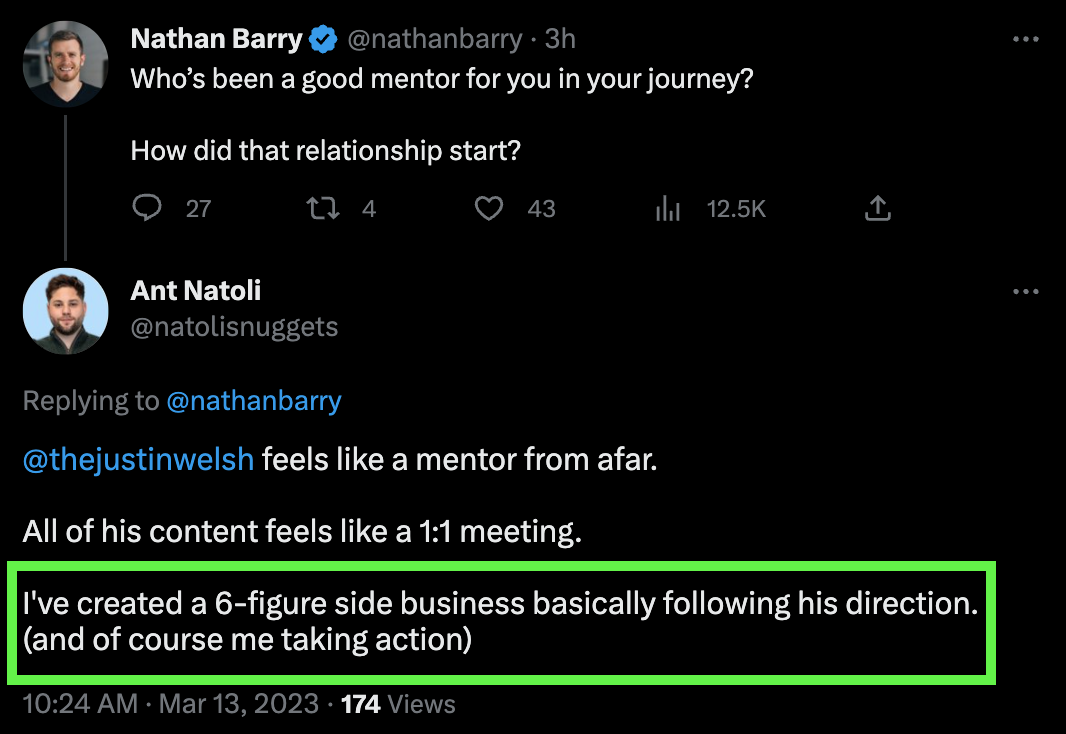 Nathan Barry @nathanbarry · 3h
Who’s been a good mentor for you in your journey?
How did that relationship start?
27 4 43 12.5K
Ant Natoli
@natolisnuggets
Replying to @nathanbarry
@thejustinwelsh feels like a mentor from afar.
All of his content feels like a 1:1 meeting.
I've created a 6-figure side business basically following his direction.
(and of course me taking action)
10:24 AM · Mar 13, 2023 · 174 Views